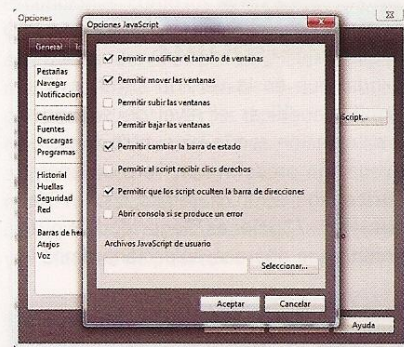 Opciones
Opciones JavaScript
General
Pestañas
Navegar
Notificacion
Contenido
Fuentes
Descargas
Programas
Historial
Huellas
Seguridad
Red
Barras de her
Atajos
Voz
Permitir modificar el tamaño de ventanas
Permitir mover las ventanas
Permitir subir las ventanas
Permitir bajar las ventanas
Permitir cambiar la barra de estado
Permitir al script recibir clics derechos
Permitir que los script oculten la barra de direcciones
Abrir consola si se produce un error
Archivos JavaScript de usuario
Seleccionar...
Aceptar
Cancelar
Script...
Ayuda